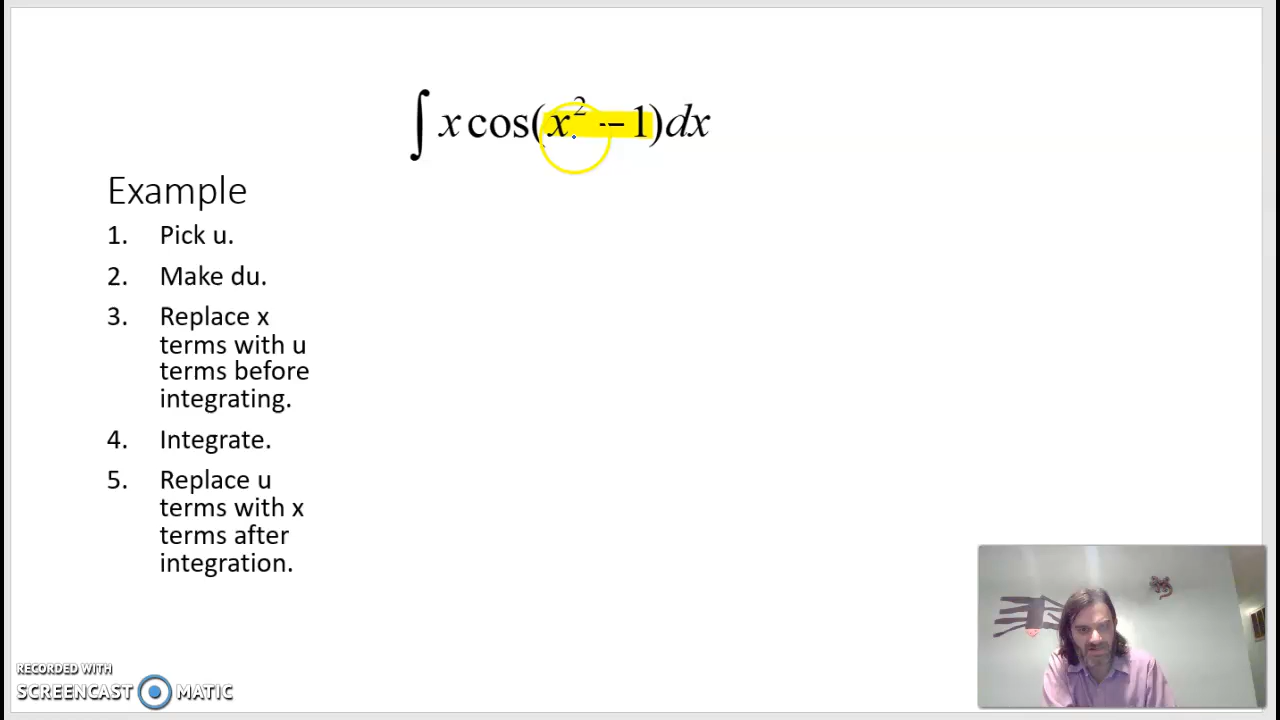 ∫ x cos(x² − 1)dx
Example
1. Pick u.
2. Make du.
3. Replace x
terms with u
terms before
integrating.
4. Integrate.
5. Replace u
terms with x
terms after
integration.
RECORDED WITH
SCREENCAST MATIC